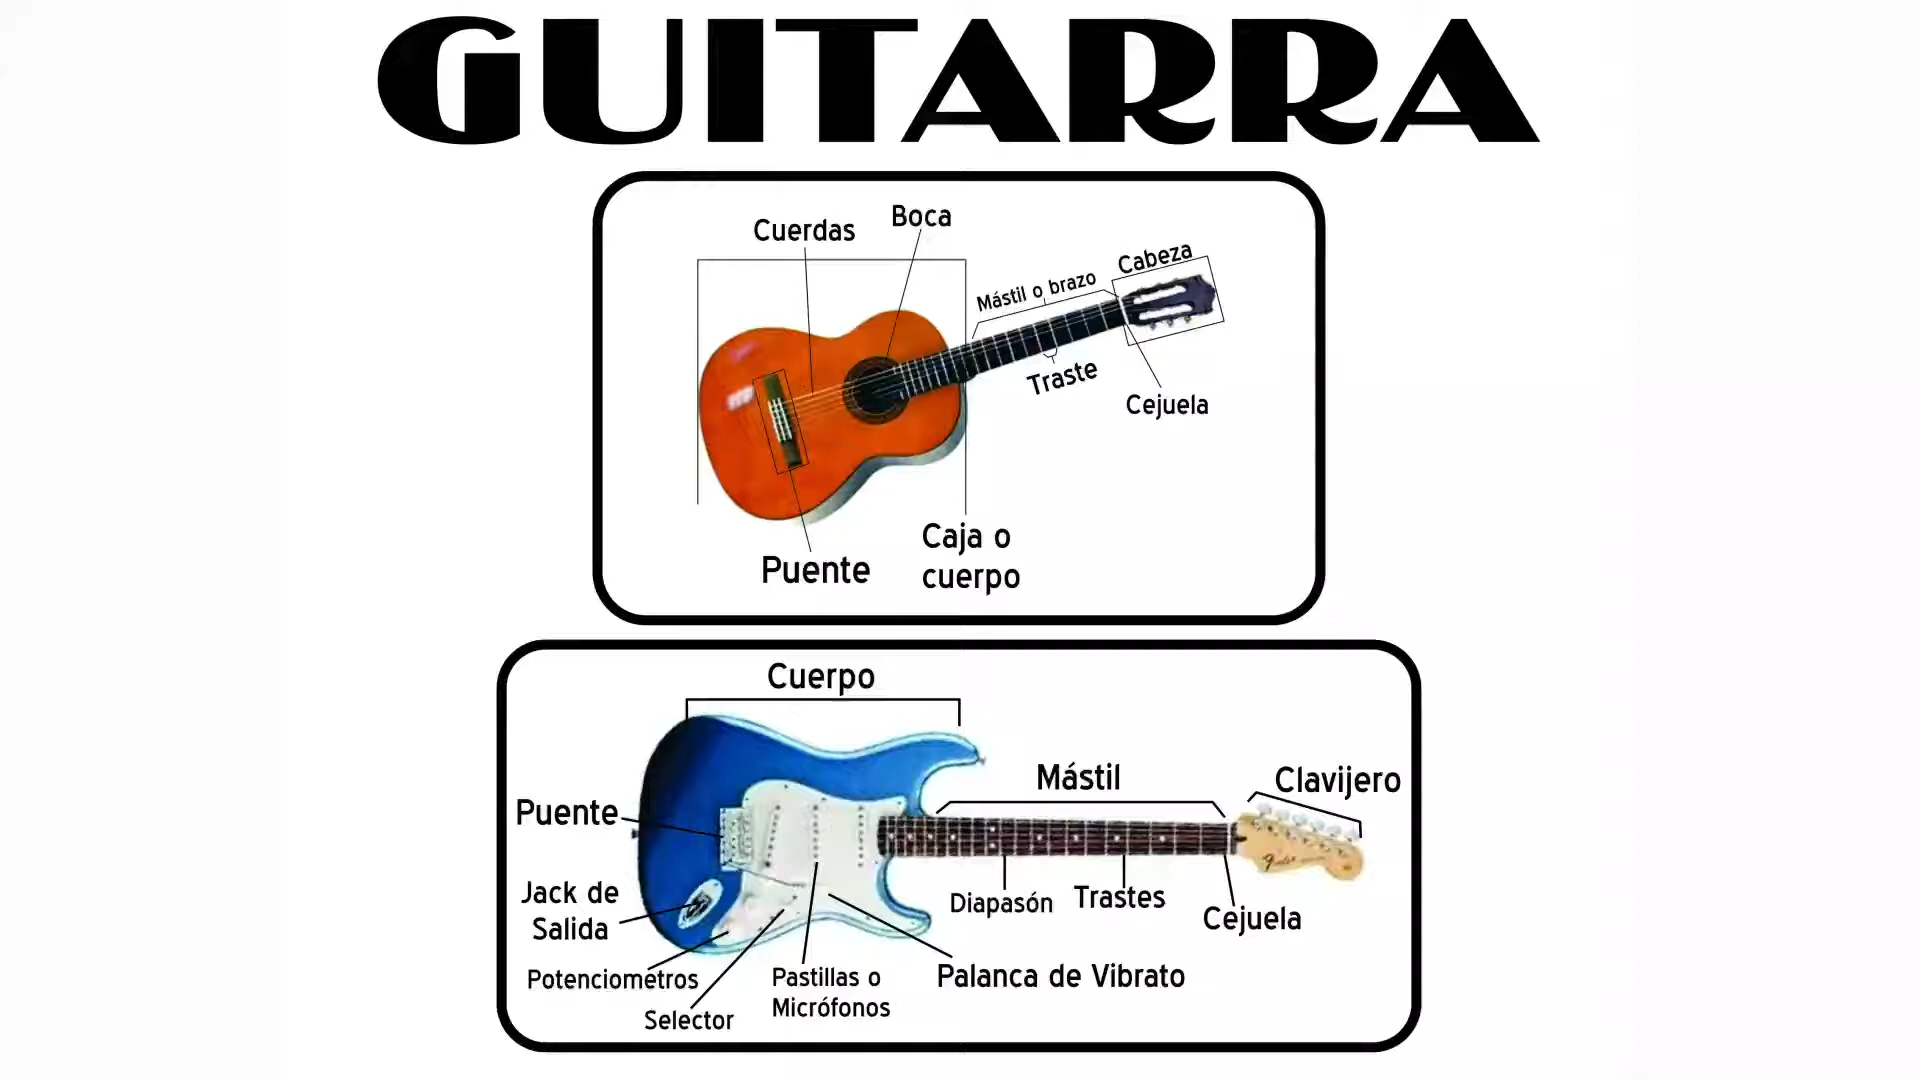 GUITARRA
Cuerdas
Boca
Cabeza
Mástil o brazo
Traste
Cejuela
Caja o
cuerpo
Puente
Cuerpo
Mástil
Clavijero
Puente
Jack de
Salida
Diapasón
Trastes
Cejuela
Potenciométros
Pastillas o
Micrófonos
Palanca de Vibrato
Selector